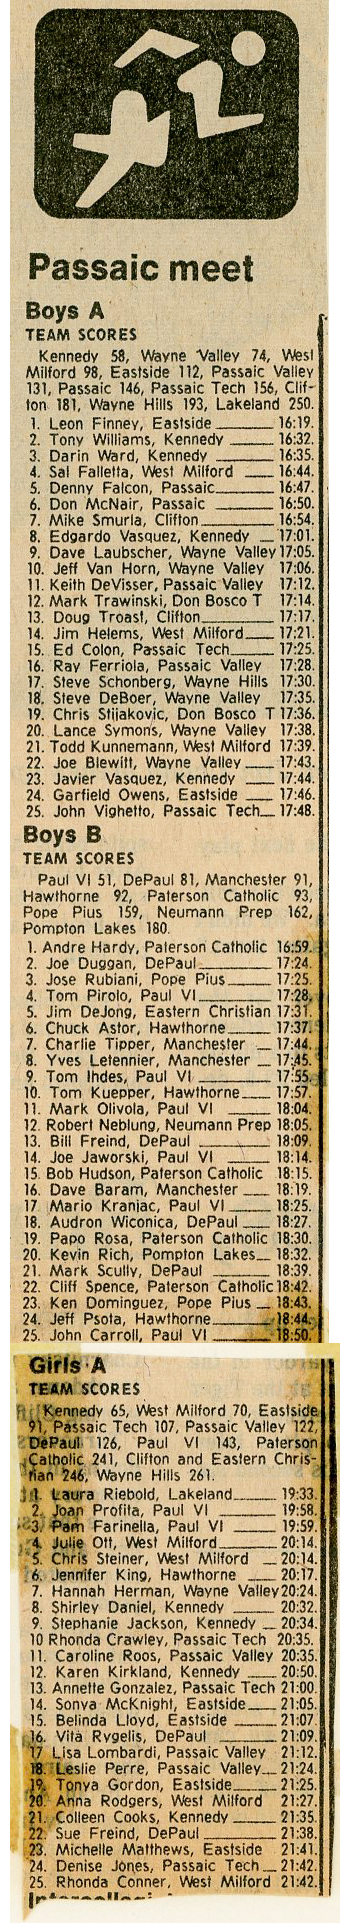 Passaic meet
Boys A
TEAM SCORES
Kennedy 58, Wayne Valley 74, West
Milford 98, Eastside 112, Passaic Valley
131, Passaic 146, Passaic Tech 156, Clif-
ton 181, Wayne Hills 193, Lakeland 250.
1. Leon Finney, Eastside 16:19.
2. Tony Williams, Kennedy 16:32.
3. Darin Ward, Kennedy 16:35.
4. Sal Falletta, West Milford 16:44.
5. Denny Falcon, Passaic 16:47.
6. Don McNair, Passaic 16:50.
7. Mike Smurla, Clifton 16:54.
8. Edgardo Vasquez, Kennedy 17:01.
9. Dave Laubscher, Wayne Valley 17:05.
10. Jeff Van Horn, Wayne Valley 17:06.
11. Keith DeVisser, Passaic Valley 17:12.
12. Mark Trawinski, Don Bosco T 17:14.
13. Doug Troast, Clifton 17:17.
14. Jim Helems, West Milford 17:21.
15. Ed Colon, Passaic Tech 17:25.
16. Ray Ferriola, Passaic Valley 17:28.
17. Steve Schonberg, Wayne Hills 17:30.
18. Steve DeBoer, Wayne Valley 17:35.
19. Chris Stijakovic, Don Bosco T 17:36.
20. Lance Symons, Wayne Valley 17:38.
21. Todd Kunnemann, West Milford 17:39.
22. Joe Blewitt, Wayne Valley 17:43.
23. Javier Vasquez, Kennedy 17:44.
24. Garfield Owens, Eastside 17:46.
25. John Vighetto, Passaic Tech 17:48.
Boys B
TEAM SCORES
Paul VI 51, DePaul 81, Manchester 91,
Hawthorne 92, Paterson Catholic 93,
Pope Pius 159, Neumann Prep 162,
Pompton Lakes 180.
1. Andre Hardy, Paterson Catholic 16:59.
2. Joe Duggan, DePaul 17:24.
3. Jose Rubiani, Pope Pius 17:25.
4. Tom Pirolo, Paul VI 17:28.
5. Jim DeJong, Eastern Christian 17:31.
6. Chuck Astor, Hawthorne 17:37.
7. Charlie Tipper, Manchester 17:44.
8. Yves Letennier, Manchester 17:45.
9. Tom Ihdes, Paul VI 17:55.
10. Tom Kuepper, Hawthorne 17:57.
11. Mark Olivola, Paul VI 18:04.
12. Robert Neblung, Neumann Prep 18:05.
13. Bill Freind, DePaul 18:09.
14. Joe Jaworski, Paul VI 18:14.
15. Bob Hudson, Paterson Catholic 18:15.
16. Dave Baram, Manchester 18:19.
17 Mario Kraniac, Paul VI 18:25.
18. Audron Wiconica, DePaul 18:27.
19. Papo Rosa, Paterson Catholic 18:30.
20. Kevin Rich, Pompton Lakes 18:32.
21. Mark Scully, DePaul 18:39.
22. Cliff Spence, Paterson Catholic 18:42.
23. Ken Dominguez, Pope Pius 18:43.
24. Jeff Psota, Hawthorne 18:44.
25. John Carroll, Paul VI 18:50.
Girls A
TEAM SCORES
Kennedy 65, West Milford 70, Eastside
91, Passaic Tech 107, Passaic Valley 122,
DePaul 126, Paul VI 143, Paterson
Catholic 241, Clifton and Eastern Chris-
tian 246, Wayne Hills 261.
1. Laura Riebold, Lakeland 19:33.
2. Joan Profita, Paul VI 19:58.
3. Pam Farinella, Paul VI 19:59.
4. Julie Ott, West Milford 20:14.
5. Chris Steiner, West Milford 20:14.
6. Jennifer King, Hawthorne 20:17.
7. Hannah Herman, Wayne Valley 20:24.
8. Shirley Daniel, Kennedy 20:32.
9. Stephanie Jackson, Kennedy 20:34.
10 Rhonda Crawley, Passaic Tech 20:35.
11. Caroline Roos, Passaic Valley 20:35.
12. Karen Kirkland, Kennedy 20:50.
13. Annette Gonzalez, Passaic Tech 21:00.
14. Sonya McKnight, Eastside 21:05.
15. Belinda Lloyd, Eastside 21:07.
16. Vita Rygelis, DePaul 21:09.
17 Lisa Lombardi, Passaic Valley 21:12.
18. Leslie Perre, Passaic Valley 21:24.
19. Tonya Gordon, Eastside 21:25.
20. Anna Rodgers, West Milford 21:27.
21. Colleen Cooks, Kennedy 21:35.
22. Sue Freind, DePaul 21:38.
23. Michelle Matthews, Eastside 21:41.
24. Denise Jones, Passaic Tech 21:42.
25. Rhonda Conner, West Milford 21:42.